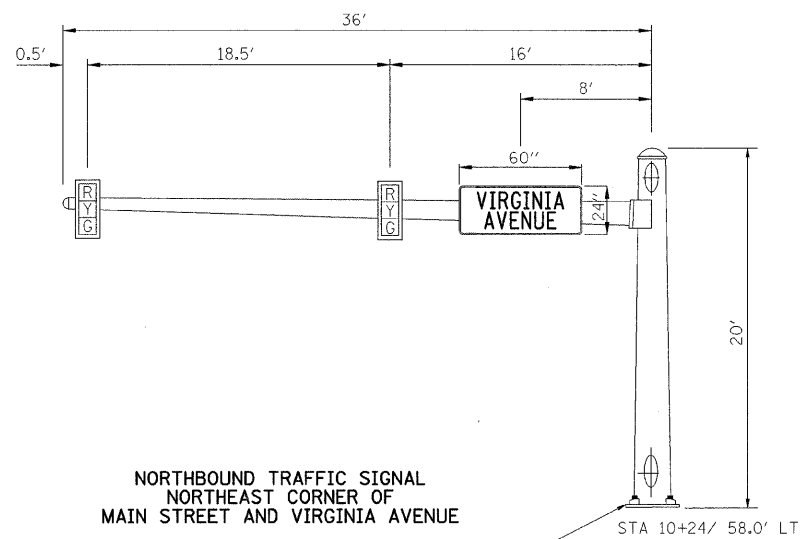 36'
0.5'
18.5'
16'
8'
60"
R
Y
G
R
Y
G
VIRGINIA
AVENUE
24"
20'
NORTHBOUND TRAFFIC SIGNAL
NORTHEAST CORNER OF
MAIN STREET AND VIRGINIA AVENUE
STA 10+24/ 58.0' LT